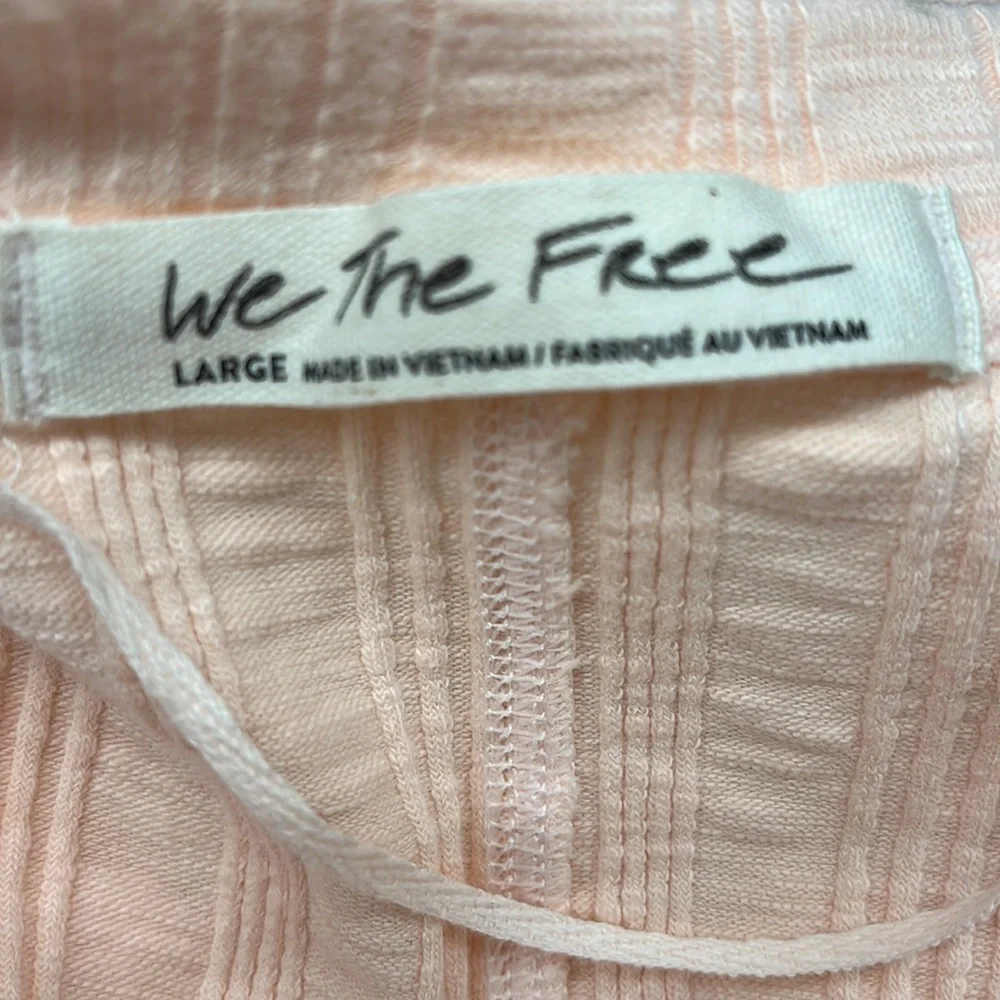 We The Free
LARGE MADE IN VIETNAM / FABRIQUÉ AU VIETNAM